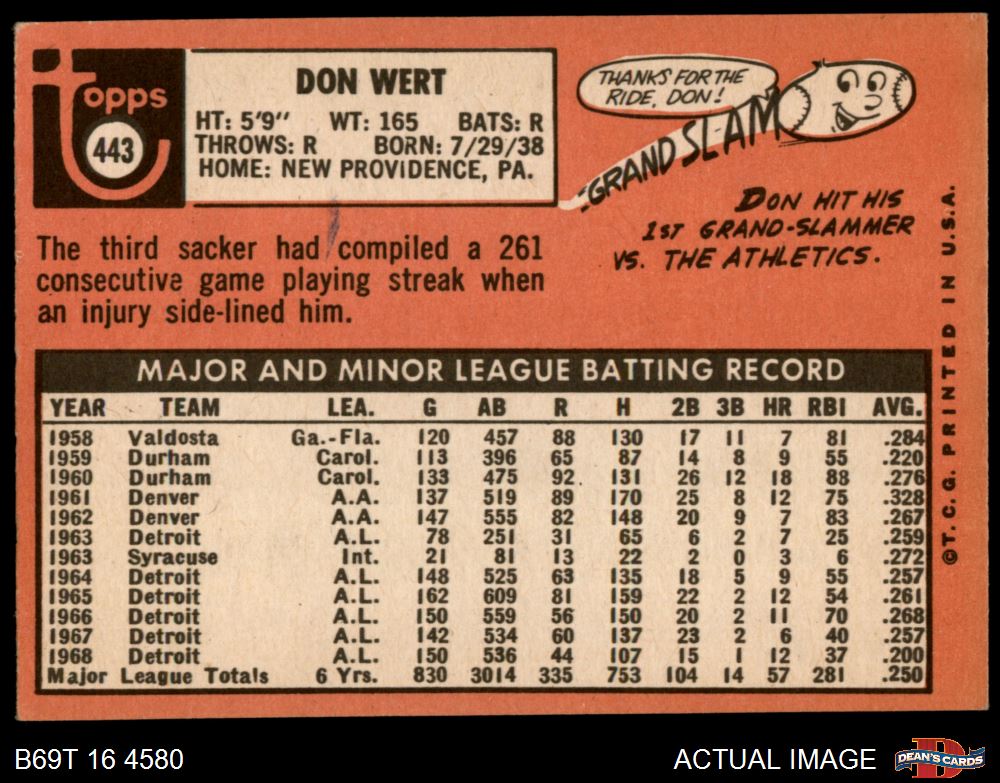 topps
443
DON WERT
HT: 5'9" WT: 165 BATS: R
THROWS: R BORN: 7/29/38
HOME: NEW PROVIDENCE, PA.
THANKS FOR THE
RIDE, DON!
GRAND SLAM
DON HIT HIS
1ST GRAND-SLAMMER
VS. THE ATHLETICS.
The third sacker had compiled a 261
consecutive game playing streak when
an injury side-lined him.
MAJOR AND MINOR LEAGUE BATTING RECORD
YEAR TEAM LEA. G AB R H 2B 3B HR RBI AVG.
1958 Valdosta Ga.-Fla. 120 457 88 130 17 11 7 81 .284
1959 Durham Carol. 113 396 65 87 14 8 9 55 .220
1960 Durham Carol. 133 475 92 131 26 12 18 88 .276
1961 Denver A.A. 137 519 89 170 25 8 12 75 .328
1962 Denver A.A. 147 555 82 148 20 9 7 83 .267
1963 Detroit A.L. 78 251 31 65 6 2 7 25 .259
1963 Syracuse Int. 21 81 13 22 2 0 3 6 .272
1964 Detroit A.L. 148 525 63 135 18 5 9 55 .257
1965 Detroit A.L. 162 609 81 159 22 2 12 54 .261
1966 Detroit A.L. 150 559 56 150 20 2 11 70 .268
1967 Detroit A.L. 142 534 60 137 23 2 6 40 .257
1968 Detroit A.L. 150 536 44 107 15 1 12 37 .200
Major League Totals 6 Yrs. 830 3014 335 753 104 14 57 281 .250
©T.C.G. PRINTED IN U.S.A.
B69T 16 4580
ACTUAL IMAGE
D
DEAN'S CARDS